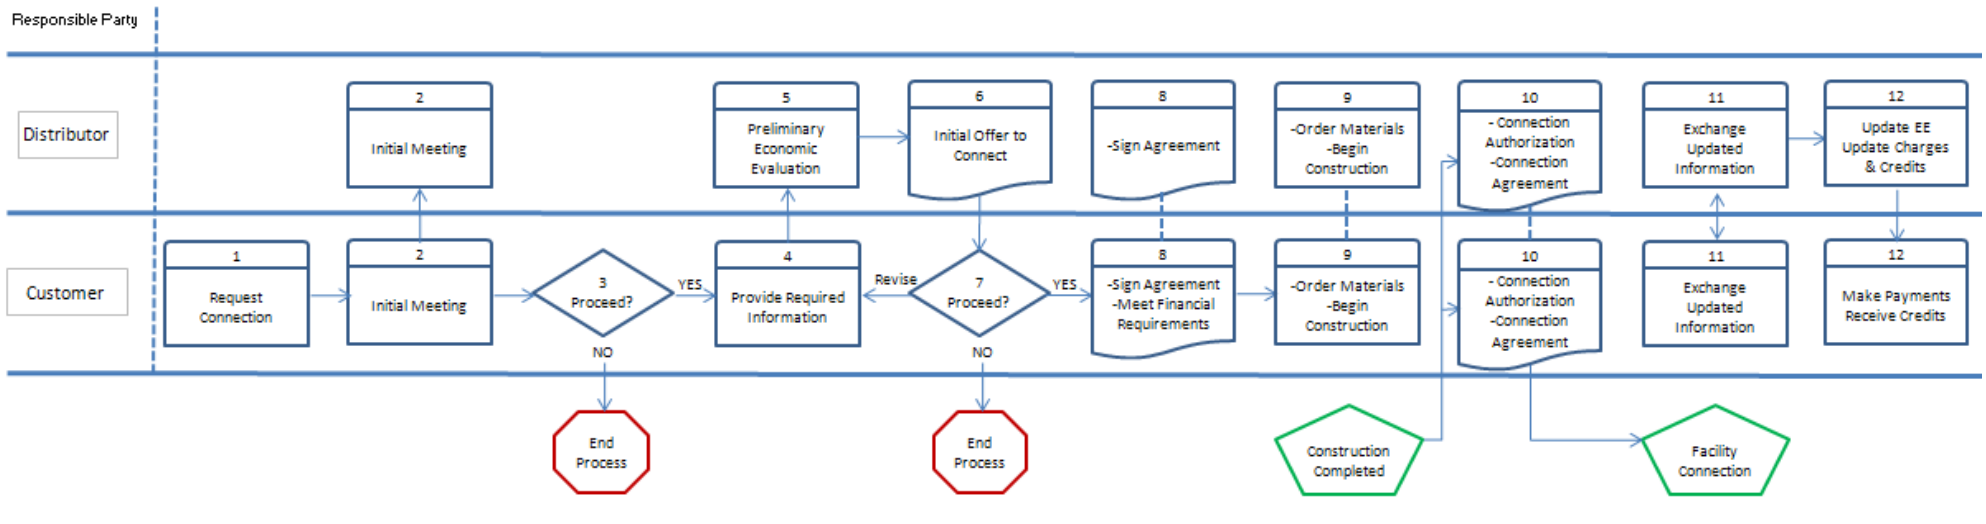 Responsible Party
Distributor
2
Initial Meeting
5
Preliminary
Economic
Evaluation
6
Initial Offer to
Connect
8
-Sign Agreement
9
-Order Materials
-Begin
Construction
10
- Connection
Authorization
-Connection
Agreement
11
Exchange
Updated
Information
12
Update EE
Update Charges
& Credits
Customer
1
Request
Connection
2
Initial Meeting
3
Proceed?
YES
NO
4
Provide Required
Information
Revise
7
Proceed?
YES
NO
8
-Sign Agreement
-Meet Financial
Requirements
9
-Order Materials
-Begin
Construction
10
- Connection
Authorization
-Connection
Agreement
11
Exchange
Updated
Information
12
Make Payments
Receive Credits
End
Process
End
Process
Construction
Completed
Facility
Connection